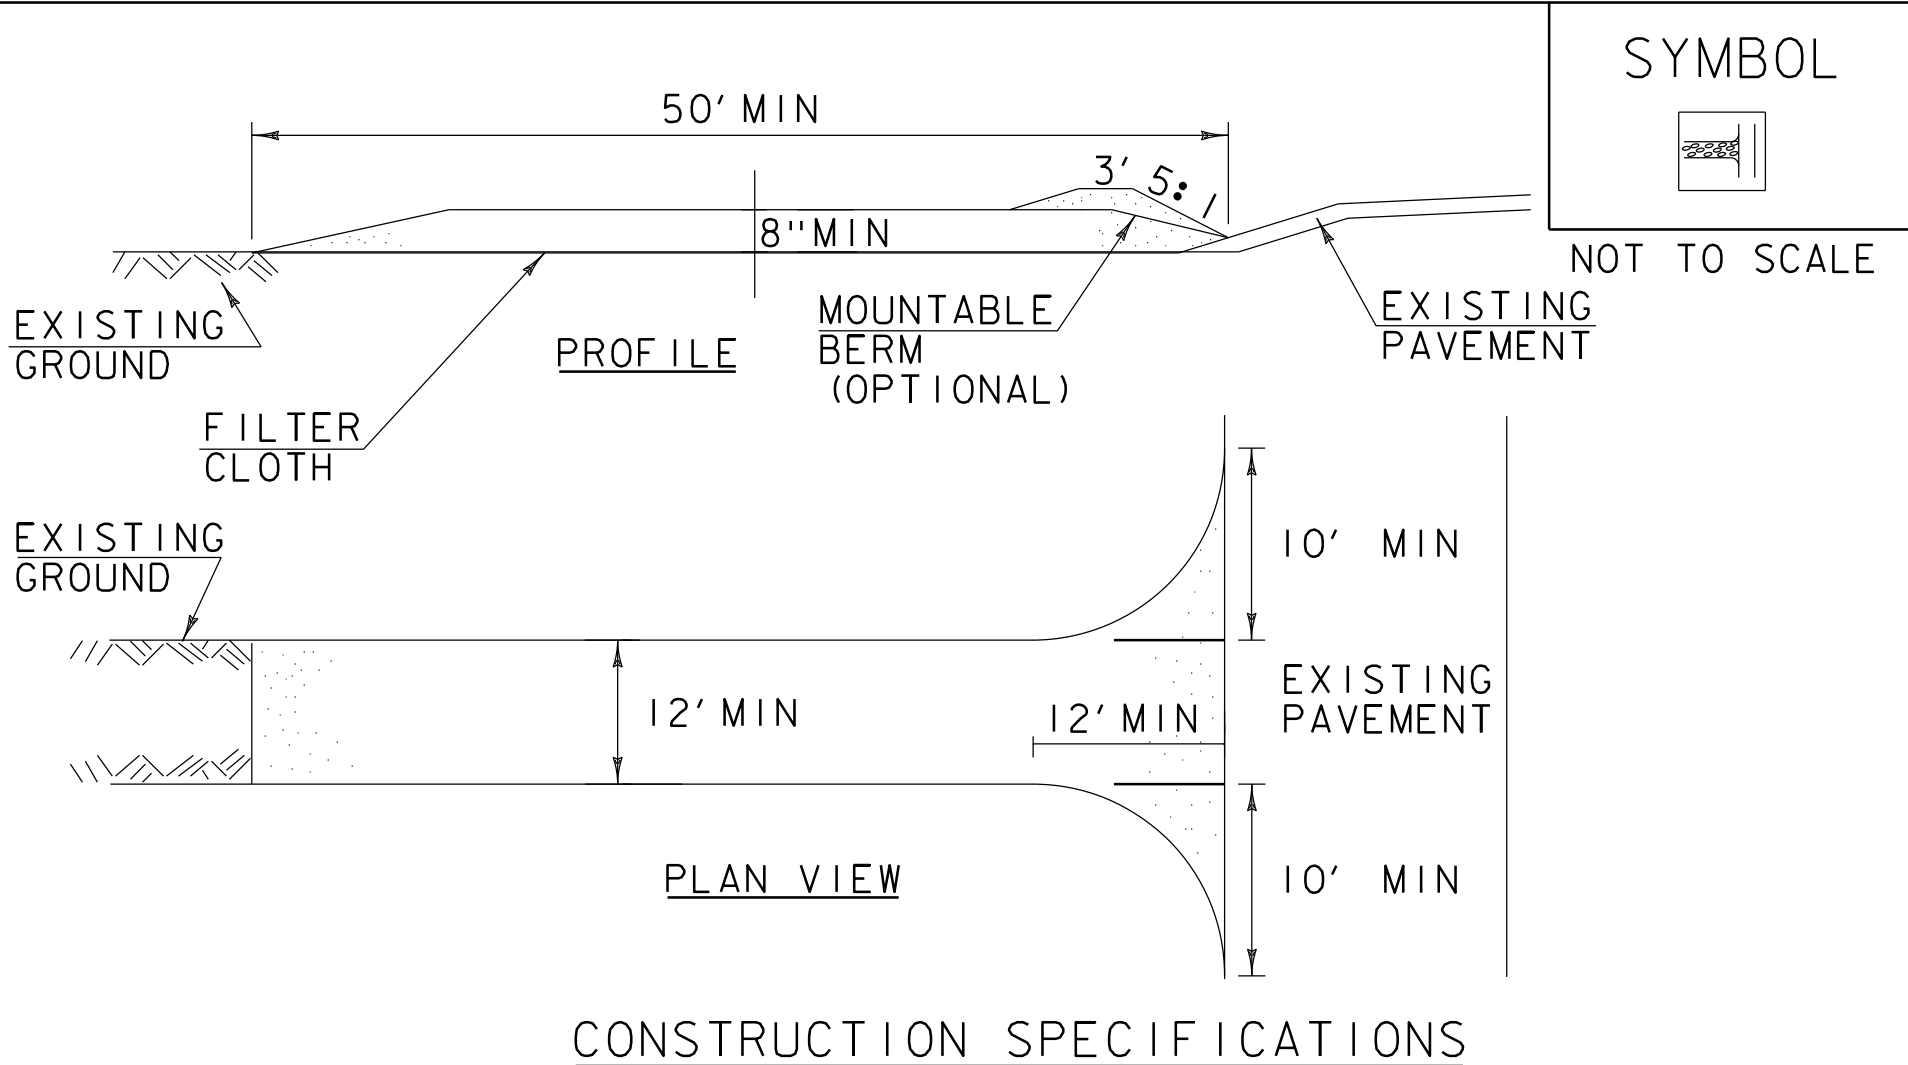 SYMBOL
50' MIN
3' 5:1
8" MIN
NOT TO SCALE
EXISTING
GROUND
PROFILE
MOUNTABLE
BERM
(OPTIONAL)
EXISTING
PAVEMENT
FILTER
CLOTH
EXISTING
GROUND
10' MIN
12' MIN
12' MIN
EXISTING
PAVEMENT
PLAN VIEW
10' MIN
CONSTRUCTION SPECIFICATIONS